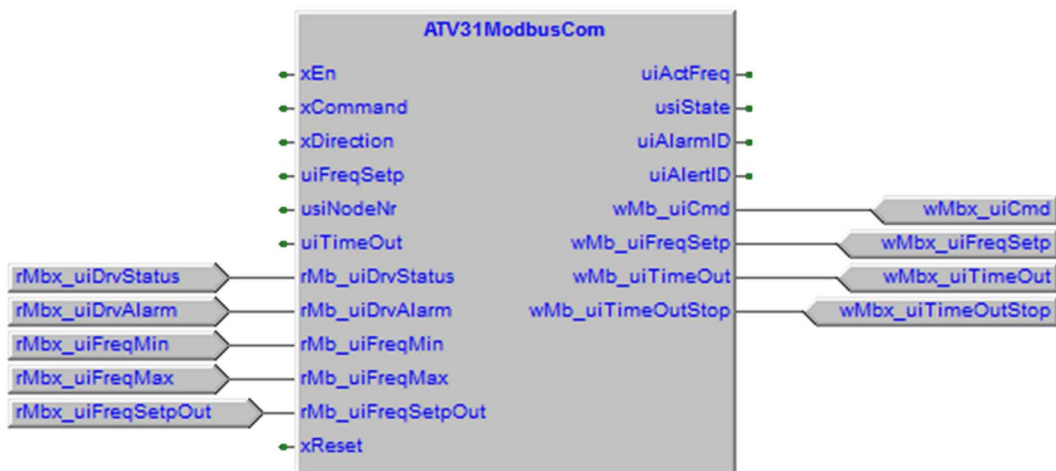 ATV31ModbusCom
xEn uiActFreq
xCommand usiState
xDirection uiAlarmID
uiFreqSetp uiAlertID
usiNodeNr wMb_uiCmd wMbx_uiCmd
uiTimeOut wMb_uiFreqSetp wMbx_uiFreqSetp
rMbx_uiDrvStatus rMb_uiDrvStatus wMb_uiTimeOut wMbx_uiTimeOut
rMbx_uiDrvAlarm rMb_uiDrvAlarm wMb_uiTimeOutStop wMbx_uiTimeOutStop
rMbx_uiFreqMin rMb_uiFreqMin
rMbx_uiFreqMax rMb_uiFreqMax
rMbx_uiFreqSetpOut rMb_uiFreqSetpOut
xReset